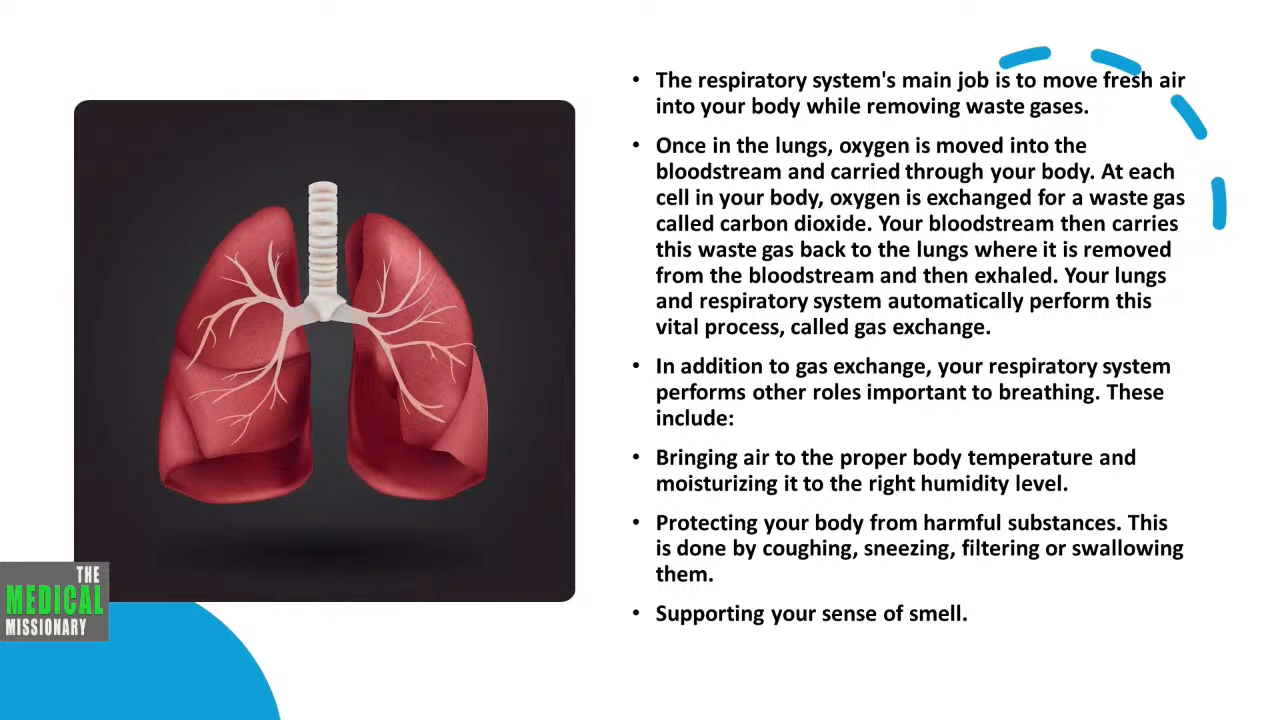 • The respiratory system's main job is to move fresh air
into your body while removing waste gases.
• Once in the lungs, oxygen is moved into the
bloodstream and carried through your body. At each
cell in your body, oxygen is exchanged for a waste gas
called carbon dioxide. Your bloodstream then carries
this waste gas back to the lungs where it is removed
from the bloodstream and then exhaled. Your lungs
and respiratory system automatically perform this
vital process, called gas exchange.
• In addition to gas exchange, your respiratory system
performs other roles important to breathing. These
include:
• Bringing air to the proper body temperature and
moisturizing it to the right humidity level.
• Protecting your body from harmful substances. This
is done by coughing, sneezing, filtering or swallowing
them.
• Supporting your sense of smell.
THE
MEDICAL
MISSIONARY